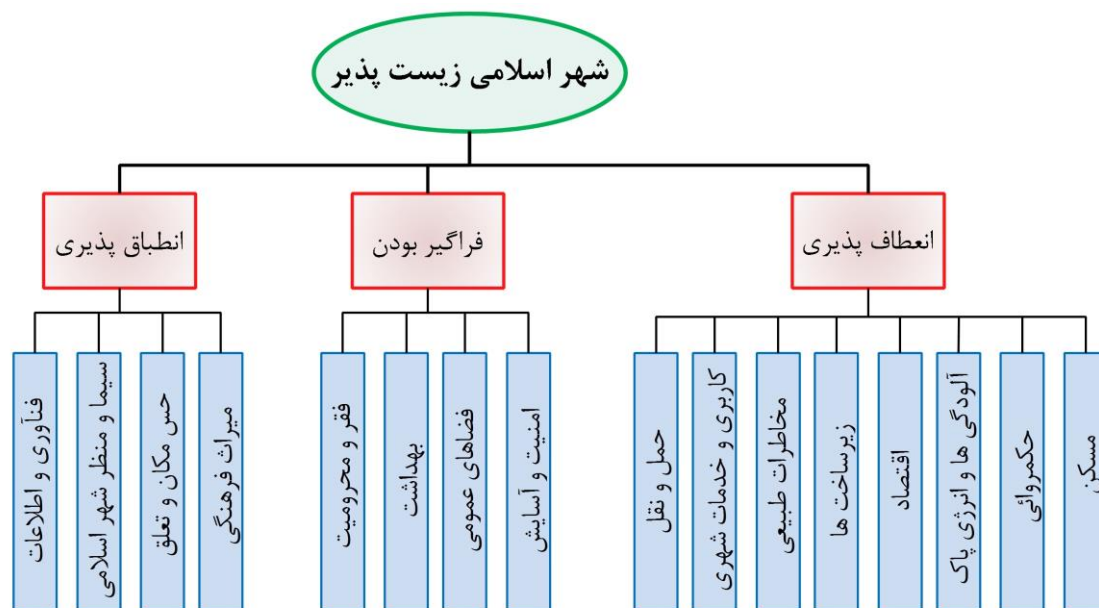 شهر اسلامی زیست پذیر
انعطاف پذیری
فراگیر بودن
انطباق پذیری
مسکن
حکمروائی
آلودگی ها و انرژی پاک
اقتصاد
زیرساخت ها
مخاطرات طبیعی
کاربری و خدمات شهری
حمل و نقل
امنیت و آسایش
فضاهای عمومی
بهداشت
فقر و محرومیت
میراث فرهنگی
حس مکان و تعلق
سیما و منظر شهر اسلامی
فنآوری و اطلاعات